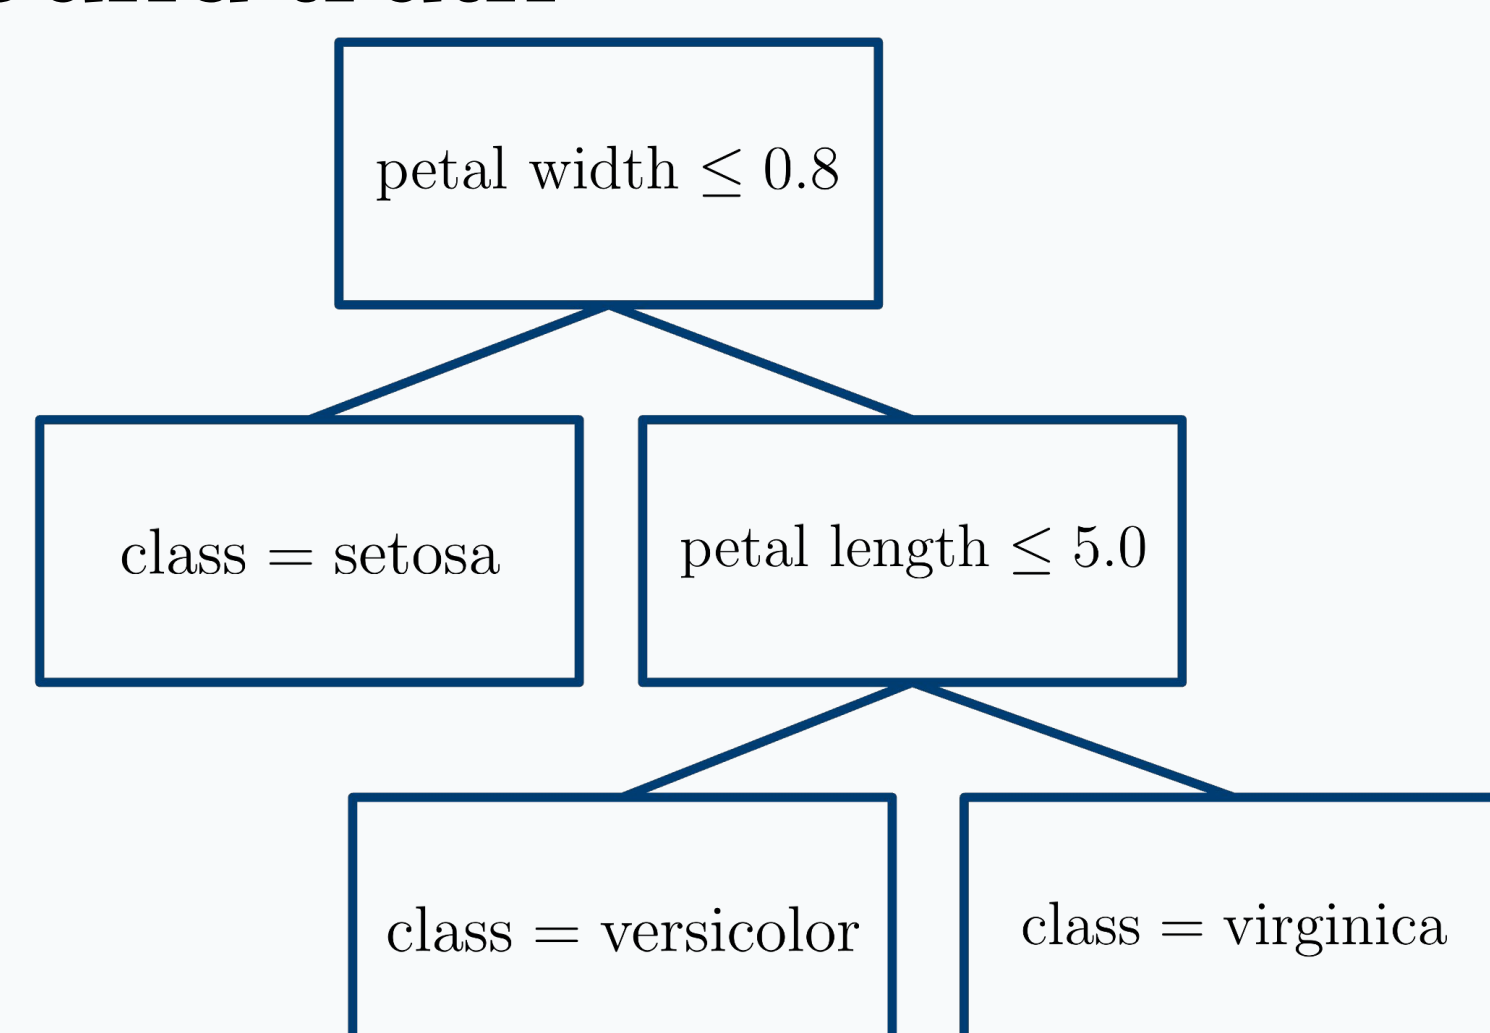 petal width ≤ 0.8
class = setosa
petal length ≤ 5.0
class = versicolor
class = virginica